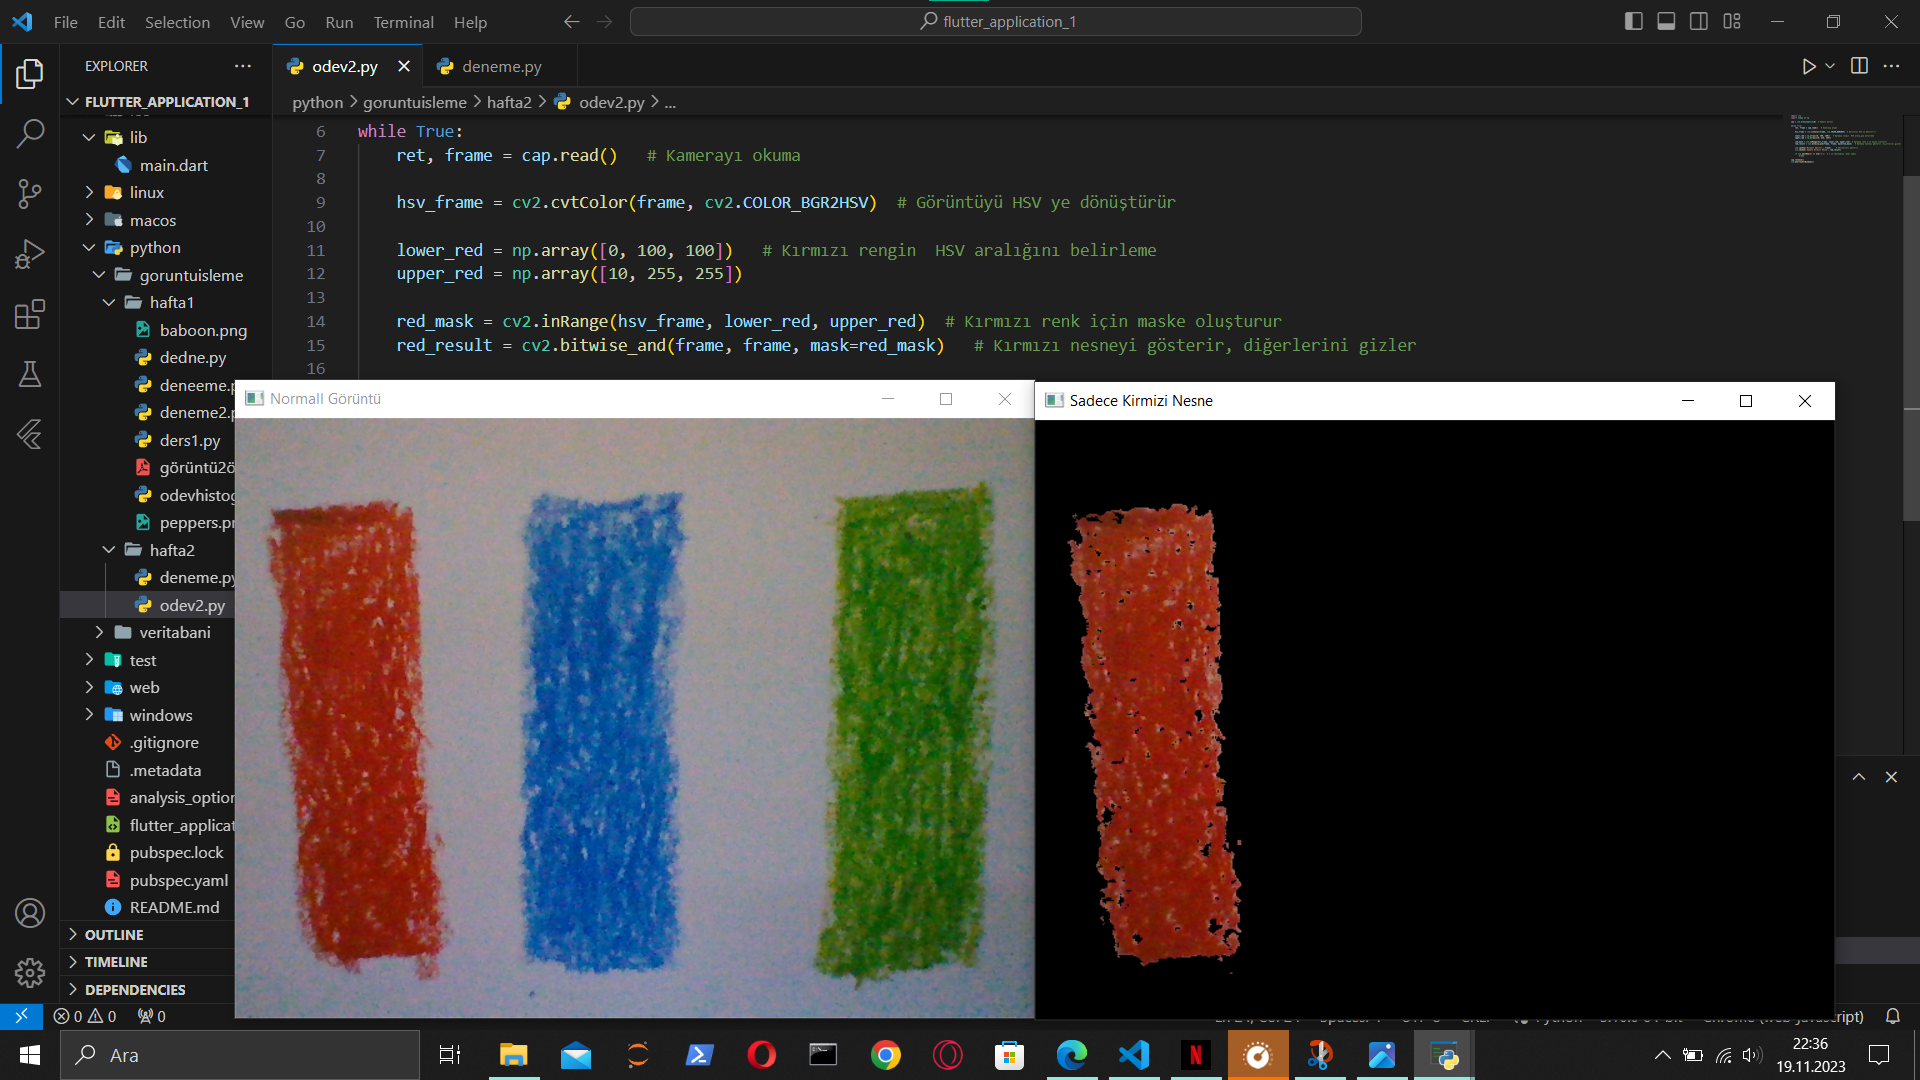 File Edit Selection View Go Run Terminal Help
flutter_application_1
EXPLORER
odev2.py
deneme.py
FLUTTER_APPLICATION_1
python > goruntuisleme > hafta2 > odev2.py > ...
lib
main.dart
linux
macos
python
goruntuisleme
hafta1
baboon.png
dedne.py
deneeme.p
deneme2.p
ders1.py
görüntü2ö
odevhistog
peppers.pr
hafta2
deneme.py
odev2.py
veritabani
test
web
windows
.gitignore
.metadata
analysis_option
flutter_applicat
pubspec.lock
pubspec.yaml
README.md
OUTLINE
TIMELINE
DEPENDENCIES
6 while True:
7 ret, frame = cap.read() # Kamerayı okuma
8
9 hsv_frame = cv2.cvtColor(frame, cv2.COLOR_BGR2HSV) # Görüntüyü HSV ye dönüştürür
10
11 lower_red = np.array([0, 100, 100]) # Kırmızı rengin HSV aralığını belirleme
12 upper_red = np.array([10, 255, 255])
13
14 red_mask = cv2.inRange(hsv_frame, lower_red, upper_red) # Kırmızı renk için maske oluşturur
15 red_result = cv2.bitwise_and(frame, frame, mask=red_mask) # Kırmızı nesneyi gösterir, diğerlerini gizler
16
Normall Görüntü
Sadece Kirmizi Nesne
0 0 0
Ara
22:36
19.11.2023